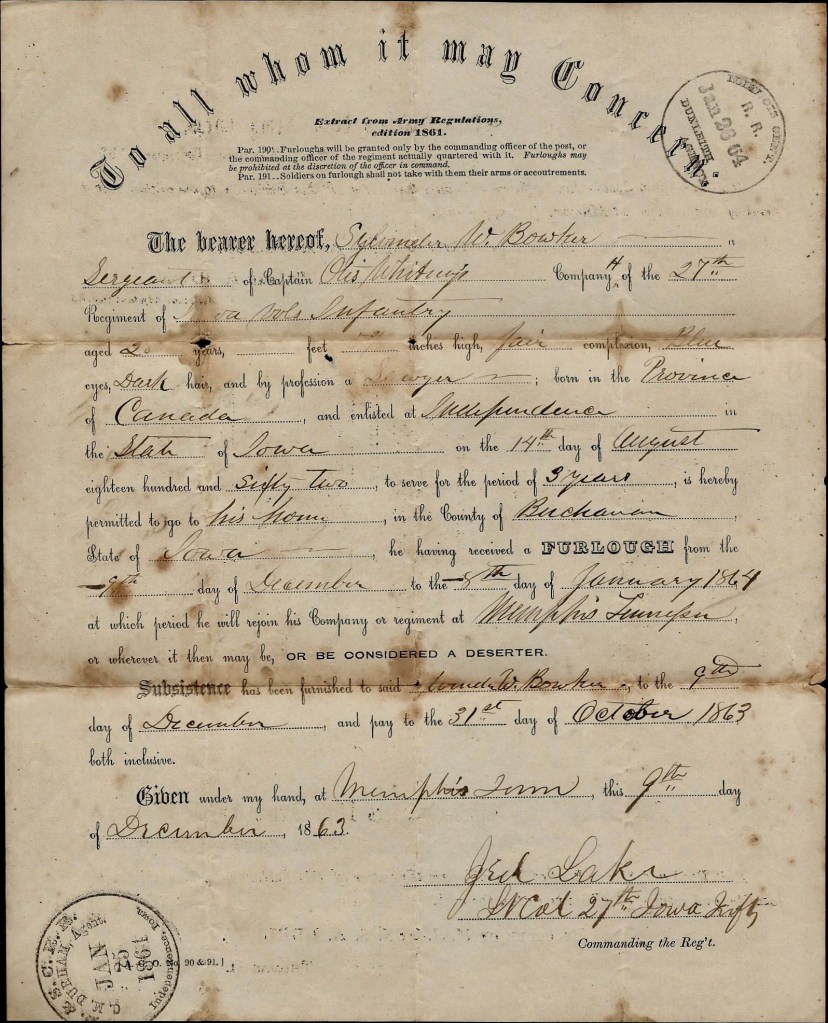 To all whom it may Concern.
Extract from Army Regulations,
edition 1861.
Par. 190. Furloughs will be granted only by the commanding officer of the post, or
the commanding officer of the regiment actually quartered with it. Furloughs may
be prohibited at the discretion of the officer in command.
Par. 191. Soldiers on furlough shall not take with them their arms or accoutrements.
R. R.
Jan 26 64
DUNLEITH
The bearer hereof, W. Bowker
Sergeant of Captain Otis Whitney Company H of the 27th
Regiment of Iowa Vols Infantry
aged years, feet inches high, fair complexion, Blue
eyes, Dark hair, and by profession a ; born in the Province
of Canada , and enlisted at Independence in
the State of Iowa on the 14th day of August
eighteen hundred and Sixty two , to serve for the period of 3 years , is hereby
permitted to go to his home , in the County of Buchanan ,
State of Iowa , he having received a FURLOUGH from the
9th day of December to the 8th day of January 1864
at which period he will rejoin his Company or regiment at Memphis Tennessee ,
or wherever it then may be, OR BE CONSIDERED A DESERTER.
Subsistence has been furnished to said W. Bowker , to the 9th
day of December , and pay to the 31st day of October 1863
both inclusive.
Given under my hand, at Memphis Tenn , this 9th day
of December , 1863.
Jed Lake
Lt Col 27th Iowa Infty
Commanding the Reg't.
& S. C. R. R.
DURHAM, Agent.
JAN
25
Independence, Iowa.
90 & 91.]